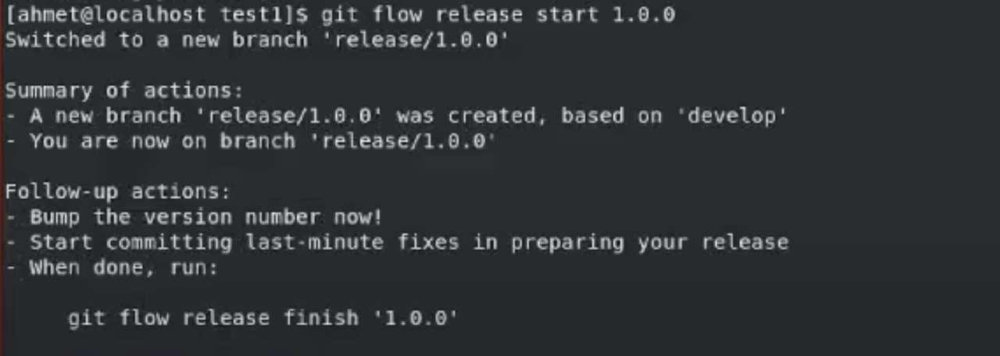 [ahmet@localhost test1]$ git flow release start 1.0.0
Switched to a new branch 'release/1.0.0'
Summary of actions:
- A new branch 'release/1.0.0' was created, based on 'develop'
- You are now on branch 'release/1.0.0'
Follow-up actions:
- Bump the version number now!
- Start committing last-minute fixes in preparing your release
- When done, run:
git flow release finish '1.0.0'